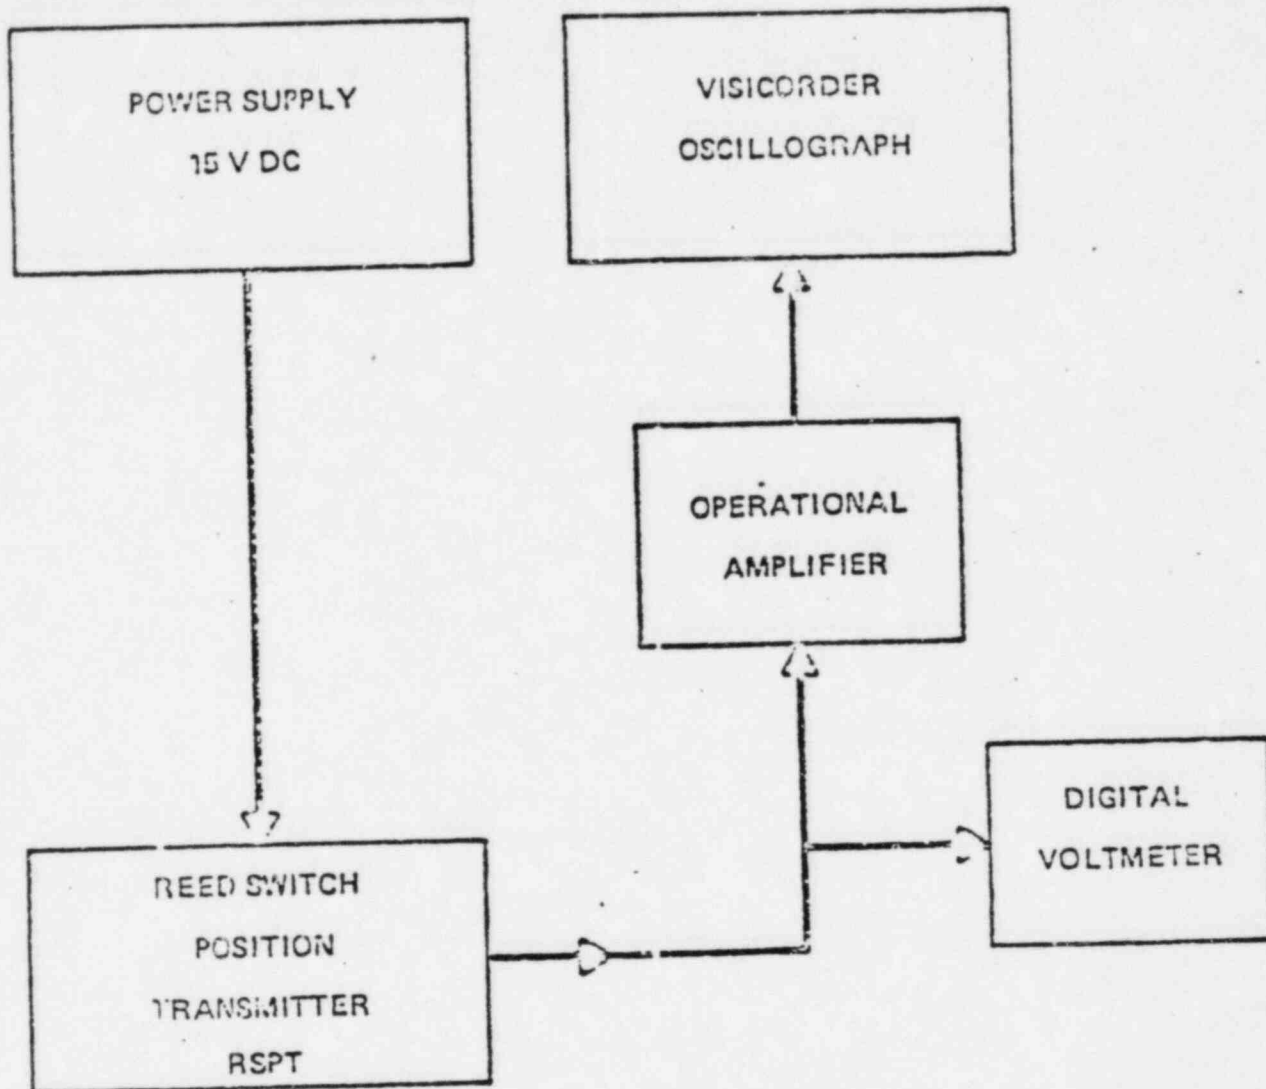 POWER SUPPLY
15 V DC
VISICORDER
OSCILLOGRAPH
OPERATIONAL
AMPLIFIER
DIGITAL
VOLTMETER
REED SWITCH
POSITION
TRANSMITTER
RSPT